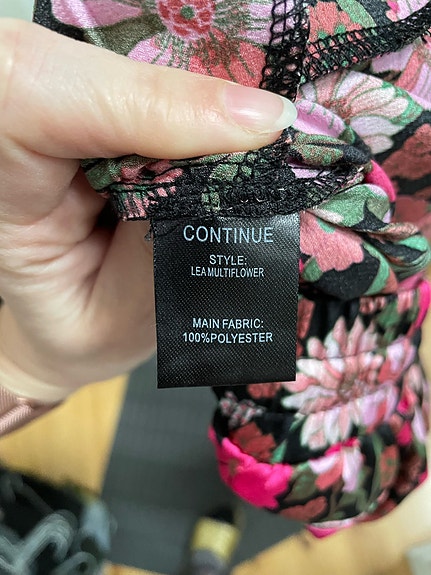 CONTINUE
STYLE:
LEA MULTIFLOWER
MAIN FABRIC:
100%POLYESTER